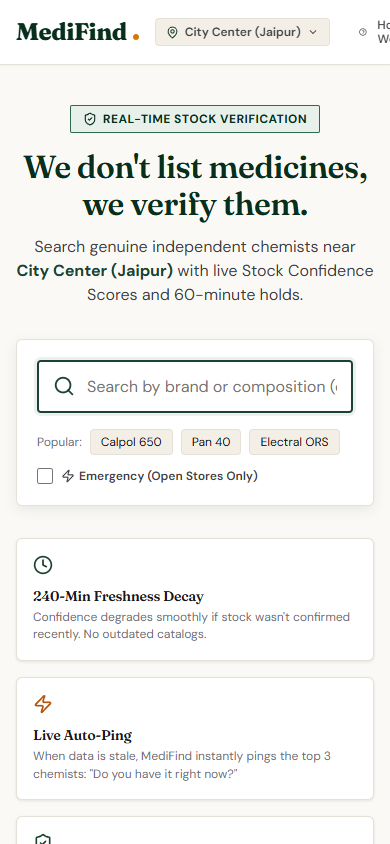 MediFind
City Center (Jaipur)
REAL-TIME STOCK VERIFICATION
We don't list medicines,
we verify them.
Search genuine independent chemists near
City Center (Jaipur) with live Stock Confidence
Scores and 60-minute holds.
Search by brand or composition (
Popular: Calpol 650 Pan 40 Electral ORS
Emergency (Open Stores Only)
240-Min Freshness Decay
Confidence degrades smoothly if stock wasn't confirmed
recently. No outdated catalogs.
Live Auto-Ping
When data is stale, MediFind instantly pings the top 3
chemists: "Do you have it right now?"